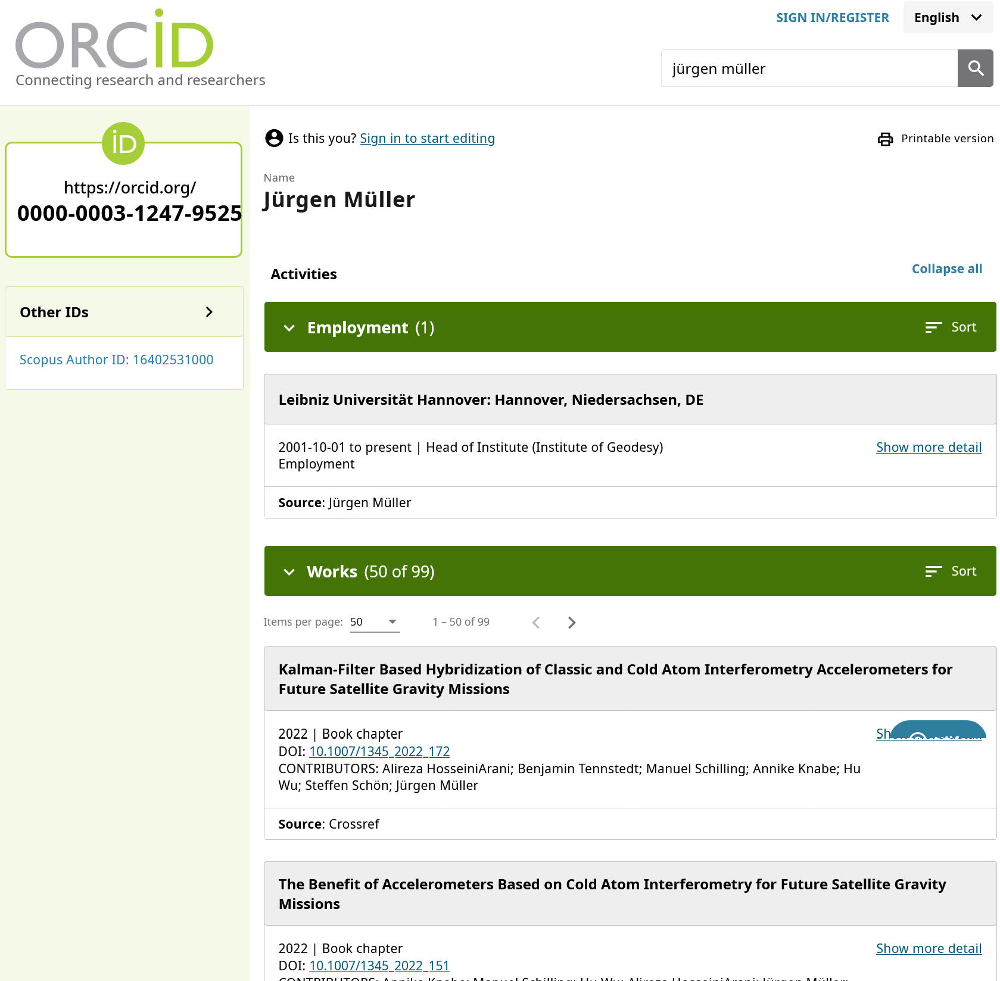 ORCiD
Connecting research and researchers
SIGN IN/REGISTER
English
jürgen müller
iD
https://orcid.org/
0000-0003-1247-9525
Other IDs
Scopus Author ID: 16402531000
Is this you? Sign in to start editing
Printable version
Name
Jürgen Müller
Activities
Collapse all
Employment (1)
Sort
Leibniz Universität Hannover: Hannover, Niedersachsen, DE
2001-10-01 to present | Head of Institute (Institute of Geodesy)
Show more detail
Employment
Source: Jürgen Müller
Works (50 of 99)
Sort
Items per page: 50
1 – 50 of 99
Kalman-Filter Based Hybridization of Classic and Cold Atom Interferometry Accelerometers for
Future Satellite Gravity Missions
2022 | Book chapter
DOI: 10.1007/1345_2022_172
CONTRIBUTORS: Alireza HosseiniArani; Benjamin Tennstedt; Manuel Schilling; Annike Knabe; Hu
Wu; Steffen Schön; Jürgen Müller
Source: Crossref
The Benefit of Accelerometers Based on Cold Atom Interferometry for Future Satellite Gravity
Missions
2022 | Book chapter
Show more detail
DOI: 10.1007/1345_2022_151
CONTRIBUTORS: Annike Knabe; Manuel Schilling; Hu Wu; Alireza HosseiniArani; Jürgen Müller;